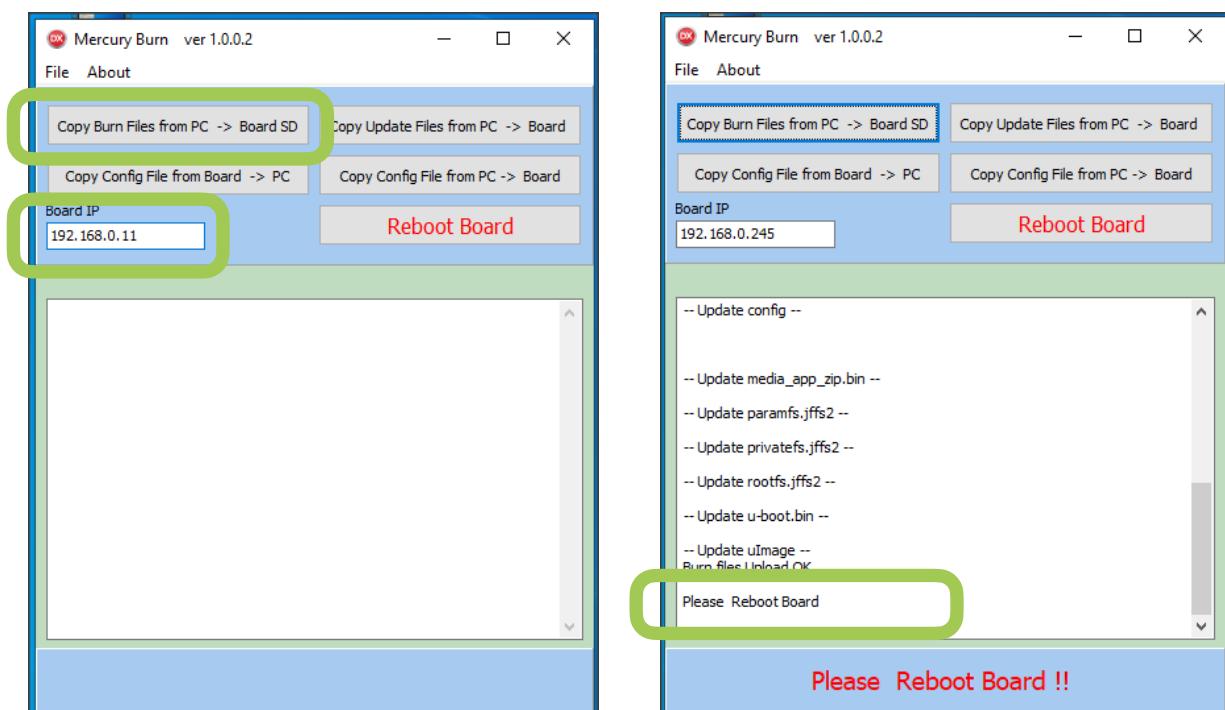 Mercury Burn ver 1.0.0.2
File About
Copy Burn Files from PC -> Board SD
Copy Update Files from PC -> Board
Copy Config File from Board -> PC
Copy Config File from PC -> Board
Board IP
192.168.0.11
Reboot Board
Mercury Burn ver 1.0.0.2
File About
Copy Burn Files from PC -> Board SD
Copy Update Files from PC -> Board
Copy Config File from Board -> PC
Copy Config File from PC -> Board
Board IP
192.168.0.245
Reboot Board
-- Update config --
-- Update media_app_zip.bin --
-- Update paramfs.jffs2 --
-- Update privatefs.jffs2 --
-- Update rootfs.jffs2 --
-- Update u-boot.bin --
-- Update uImage --
Burn files Upload OK
Please Reboot Board
Please Reboot Board !!